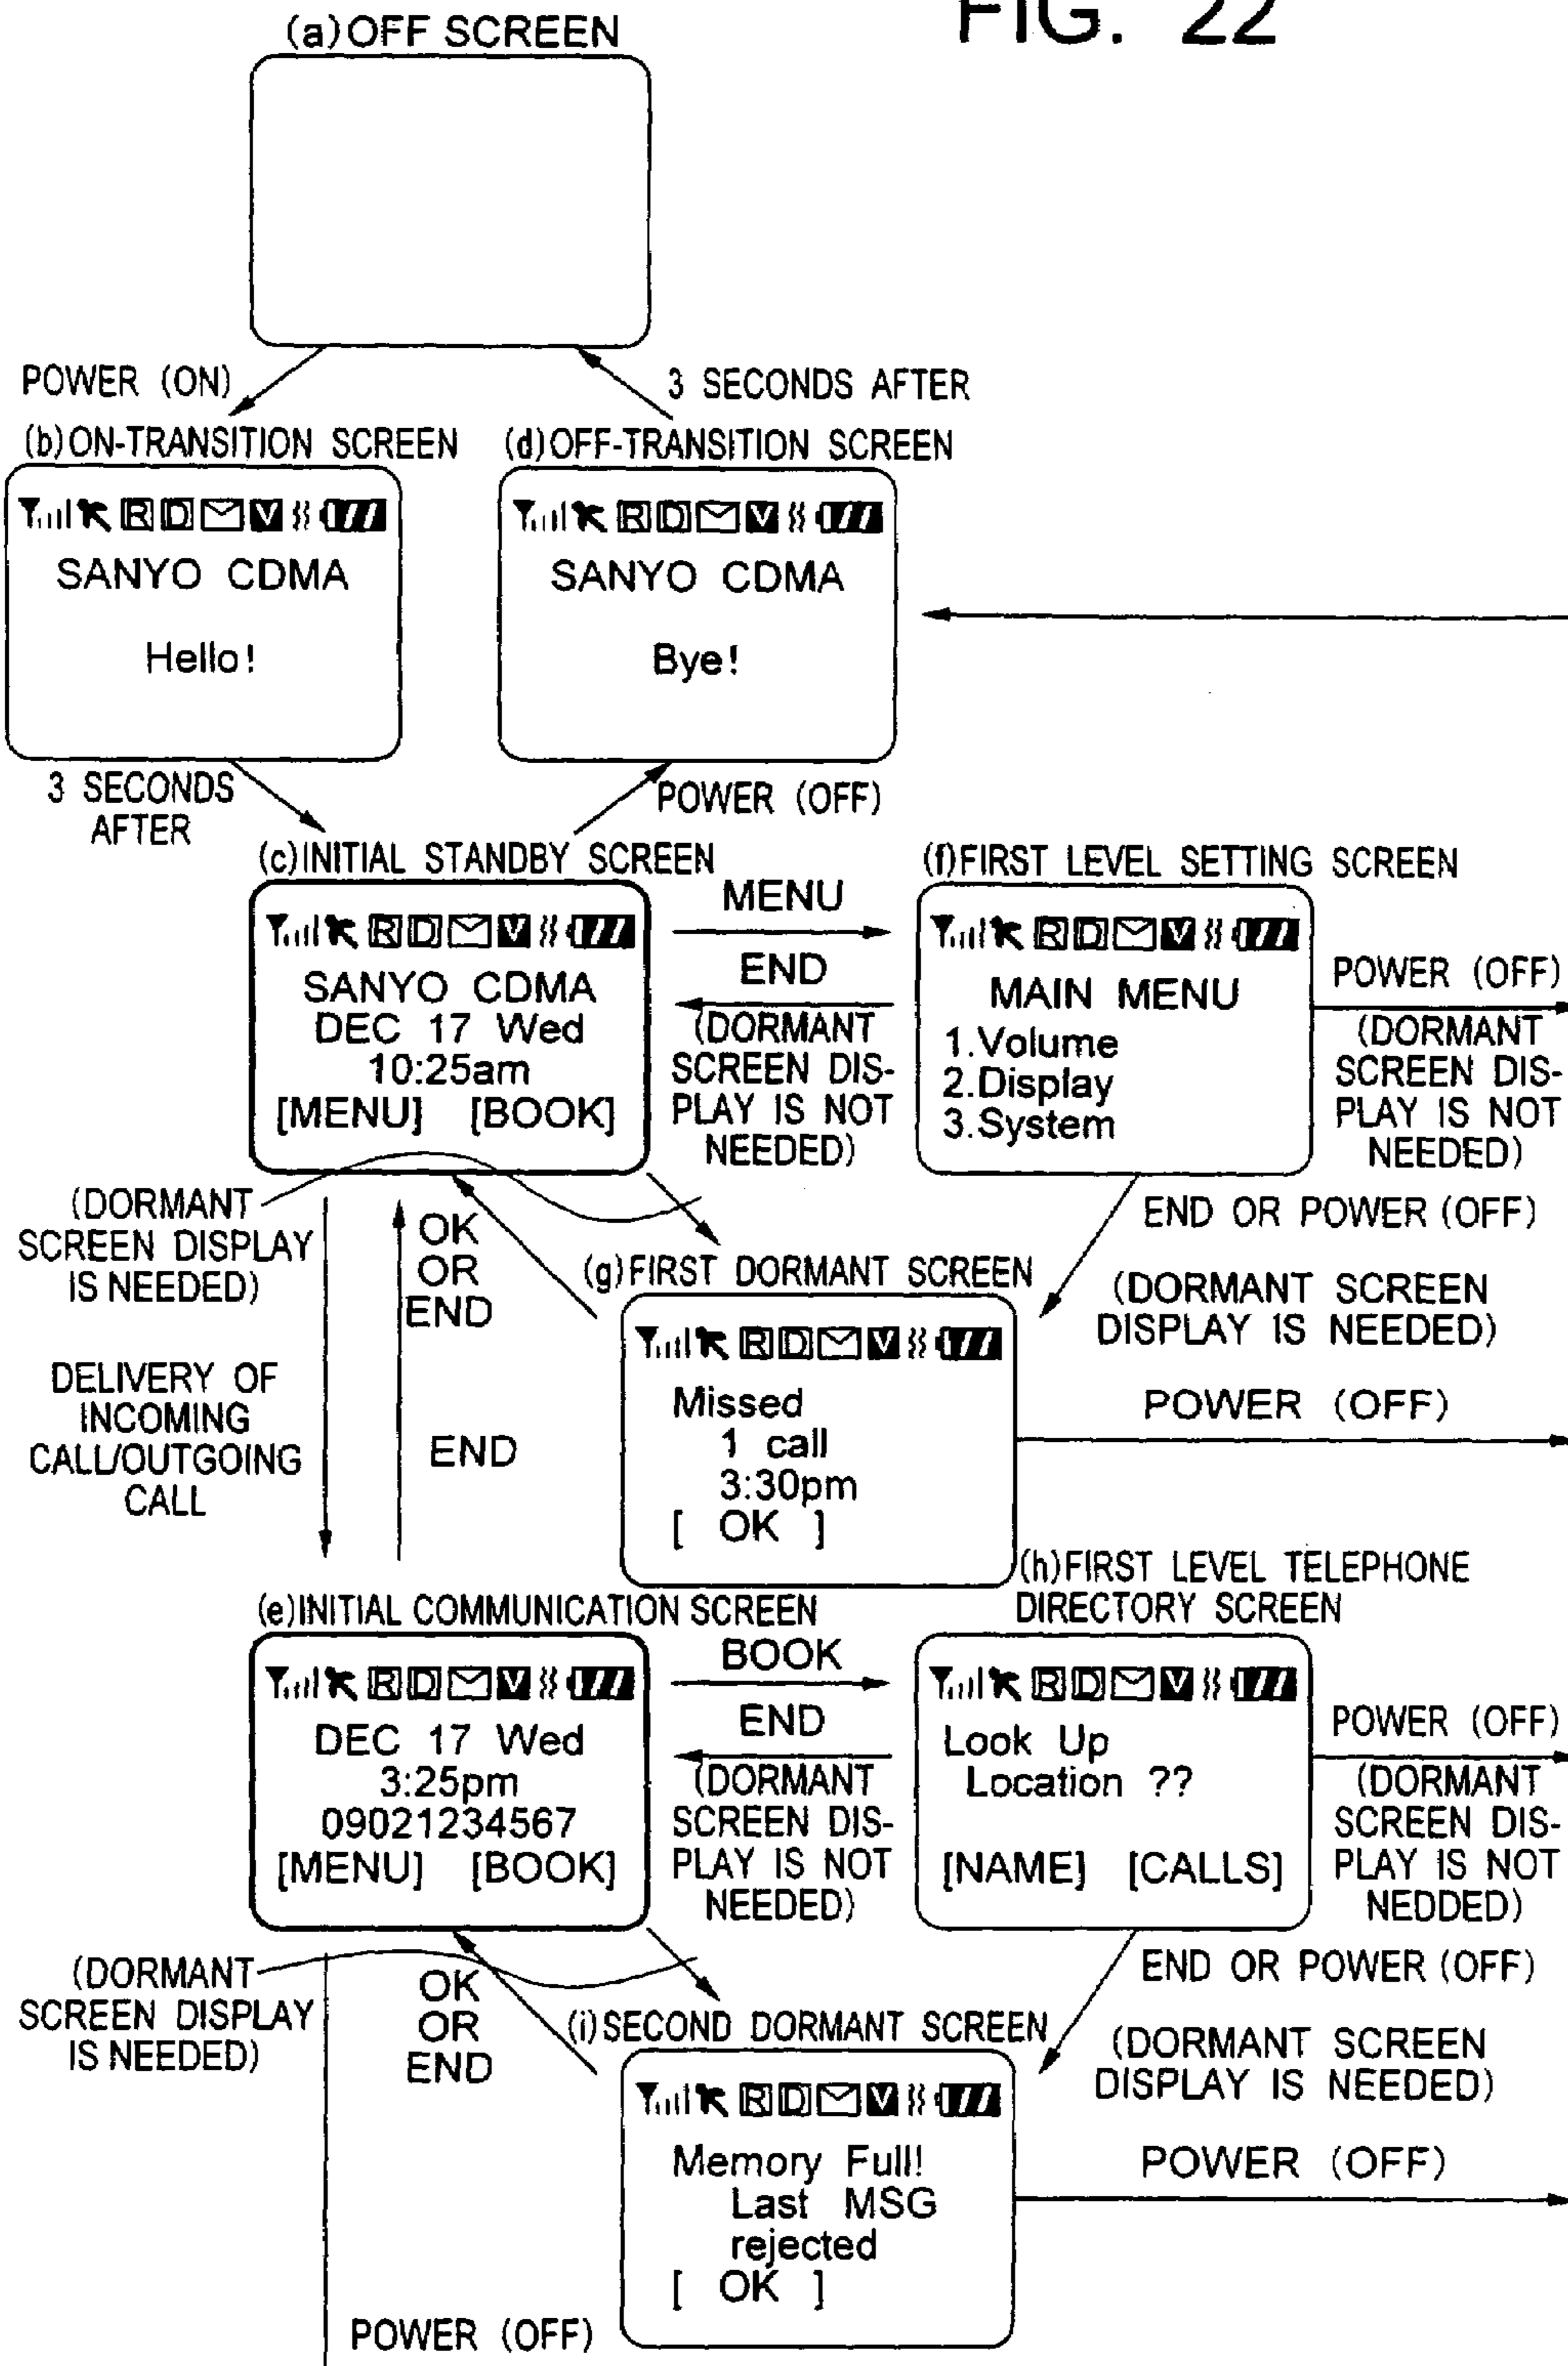 FIG. 22
(a)OFF SCREEN
POWER (ON)
3 SECONDS AFTER
(b)ON-TRANSITION SCREEN
R D V
SANYO CDMA
Hello!
(d)OFF-TRANSITION SCREEN
R D V
SANYO CDMA
Bye!
3 SECONDS
AFTER
POWER (OFF)
(c)INITIAL STANDBY SCREEN
R D V
SANYO CDMA
DEC 17 Wed
10:25am
[MENU] [BOOK]
MENU
END
(DORMANT
SCREEN DIS-
PLAY IS NOT
NEEDED)
(f)FIRST LEVEL SETTING SCREEN
R D V
MAIN MENU
1.Volume
2.Display
3.System
POWER (OFF)
(DORMANT
SCREEN DIS-
PLAY IS NOT
NEEDED)
(DORMANT
SCREEN DISPLAY
IS NEEDED)
OK
OR
END
END OR POWER (OFF)
(DORMANT SCREEN
DISPLAY IS NEEDED)
(g)FIRST DORMANT SCREEN
R D V
Missed
1 call
3:30pm
[ OK ]
POWER (OFF)
DELIVERY OF
INCOMING
CALL/OUTGOING
CALL
END
(e)INITIAL COMMUNICATION SCREEN
R D V
DEC 17 Wed
3:25pm
09021234567
[MENU] [BOOK]
BOOK
END
(DORMANT
SCREEN DIS-
PLAY IS NOT
NEEDED)
(h)FIRST LEVEL TELEPHONE
DIRECTORY SCREEN
R D V
Look Up
Location ??
[NAME] [CALLS]
POWER (OFF)
(DORMANT
SCREEN DIS-
PLAY IS NOT
NEDDED)
(DORMANT
SCREEN DISPLAY
IS NEEDED)
OK
OR
END
END OR POWER (OFF)
(DORMANT SCREEN
DISPLAY IS NEEDED)
(i)SECOND DORMANT SCREEN
R D V
Memory Full!
Last MSG
rejected
[ OK ]
POWER (OFF)
POWER (OFF)